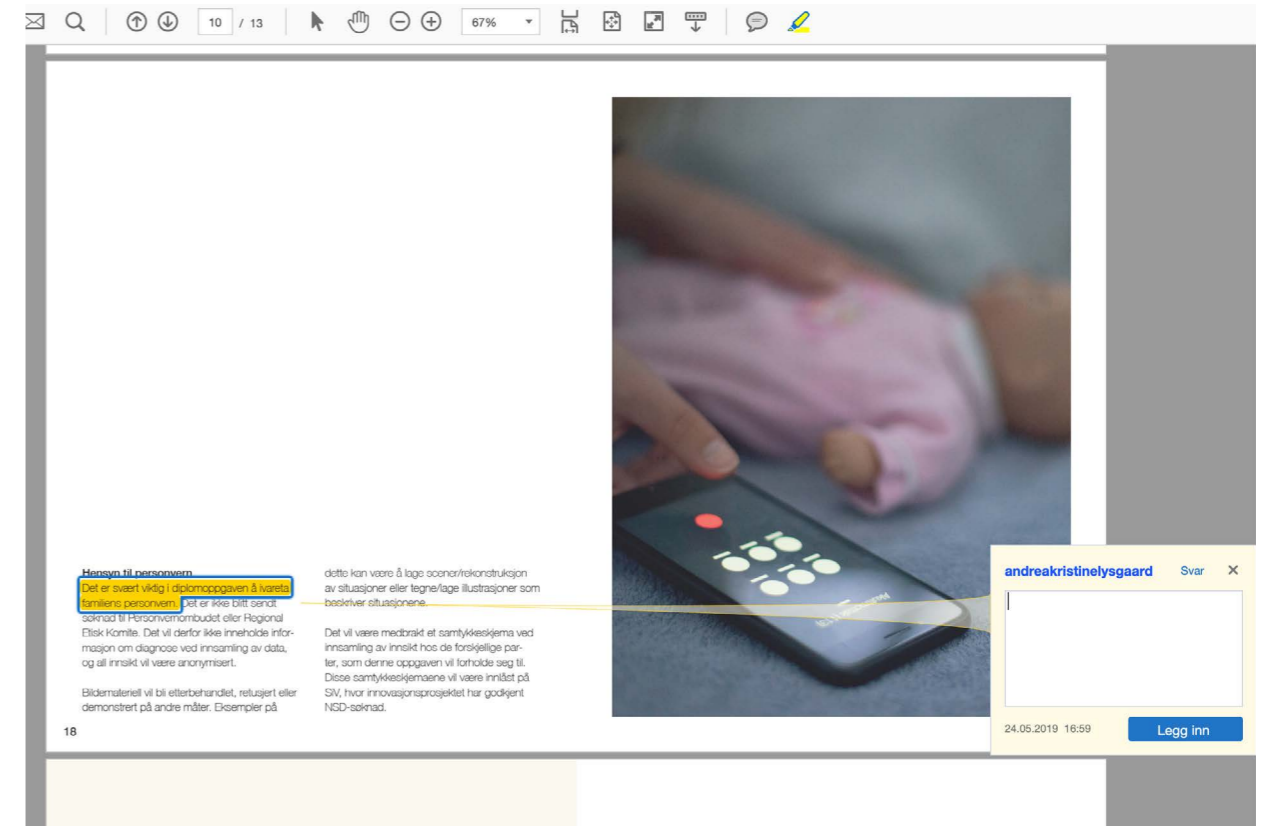 10 / 13
67%
Hensyn til personvern
Det er svært viktig i diplomoppgaven å ivareta
familiens personvern. Det er ikke blitt sendt
søknad til Personvernombudet eller Regional
Etisk Komite. Det vil derfor ikke inneholde infor-
masjon om diagnose ved innsamling av data,
og all innsikt vil være anonymisert.
Bildemateriell vil bli etterbehandlet, retusjert eller
demonstrert på andre måter. Eksempler på
dette kan være å lage scener/rekonstruksjon
av situasjoner eller tegne/lage illustrasjoner som
beskriver situasjonene.
Det vil være medbrakt et samtykkeskjema ved
innsamling av innsikt hos de forskjellige par-
ter, som denne oppgaven vil forholde seg til.
Disse samtykkeskjemaene vil være innlåst på
SiV, hvor innovasjonsprosjektet har godkjent
NSD-søknad.
18
andreakristinelysgaard Svar
24.05.2019 16:59
Legg inn